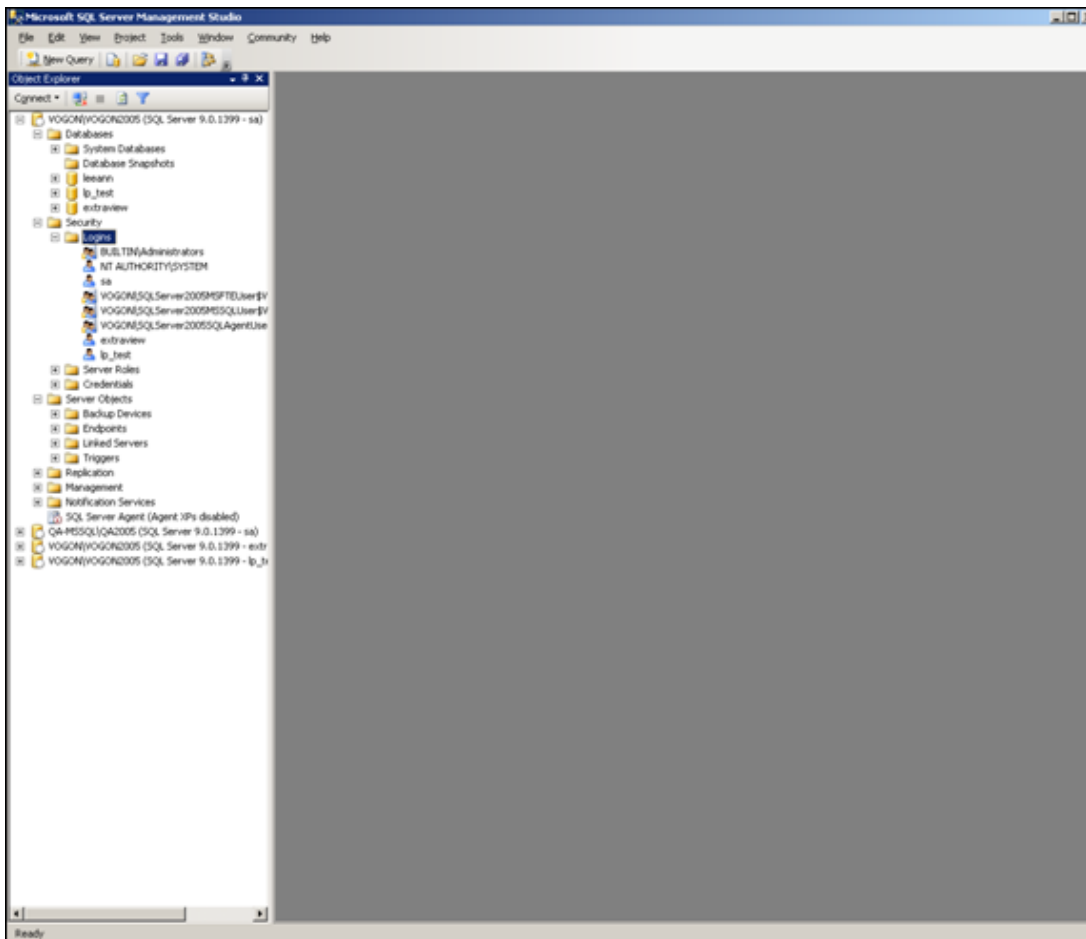 Microsoft SQL Server Management Studio
File Edit View Project Tools Window Community Help
New Query
Object Explorer
Connect
VOGON\VOGON2005 (SQL Server 9.0.1399 - sa)
Databases
System Databases
Database Snapshots
leeann
lp_test
extraview
Security
Logins
BUILTIN\Administrators
NT AUTHORITY\SYSTEM
sa
VOGON\SQLServer2005MSFTEUser$V
VOGON\SQLServer2005MSSQLUser$V
VOGON\SQLServer2005SQLAgentUse
extraview
lp_test
Server Roles
Credentials
Server Objects
Backup Devices
Endpoints
Linked Servers
Triggers
Replication
Management
Notification Services
SQL Server Agent (Agent XPs disabled)
QA-MSSQL\QA2005 (SQL Server 9.0.1399 - sa)
VOGON\VOGON2005 (SQL Server 9.0.1399 - extr
VOGON\VOGON2005 (SQL Server 9.0.1399 - lp_te
Ready